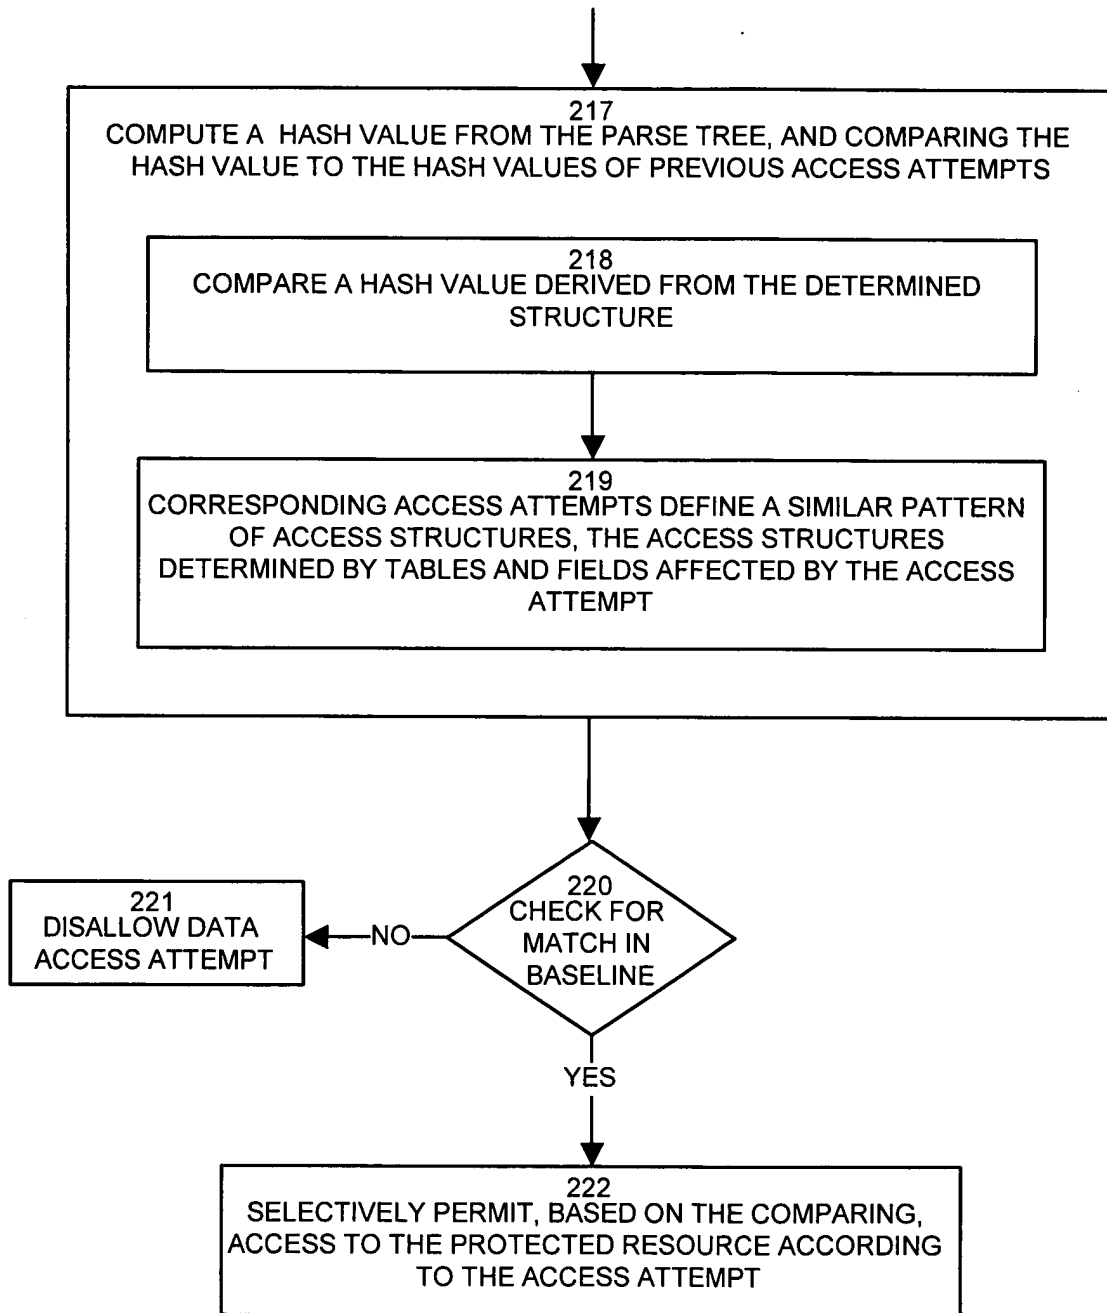 217
COMPUTE A HASH VALUE FROM THE PARSE TREE, AND COMPARING THE
HASH VALUE TO THE HASH VALUES OF PREVIOUS ACCESS ATTEMPTS
218
COMPARE A HASH VALUE DERIVED FROM THE DETERMINED
STRUCTURE
219
CORRESPONDING ACCESS ATTEMPTS DEFINE A SIMILAR PATTERN
OF ACCESS STRUCTURES, THE ACCESS STRUCTURES
DETERMINED BY TABLES AND FIELDS AFFECTED BY THE ACCESS
ATTEMPT
220
CHECK FOR
MATCH IN
BASELINE
NO
221
DISALLOW DATA
ACCESS ATTEMPT
YES
222
SELECTIVELY PERMIT, BASED ON THE COMPARING,
ACCESS TO THE PROTECTED RESOURCE ACCORDING
TO THE ACCESS ATTEMPT